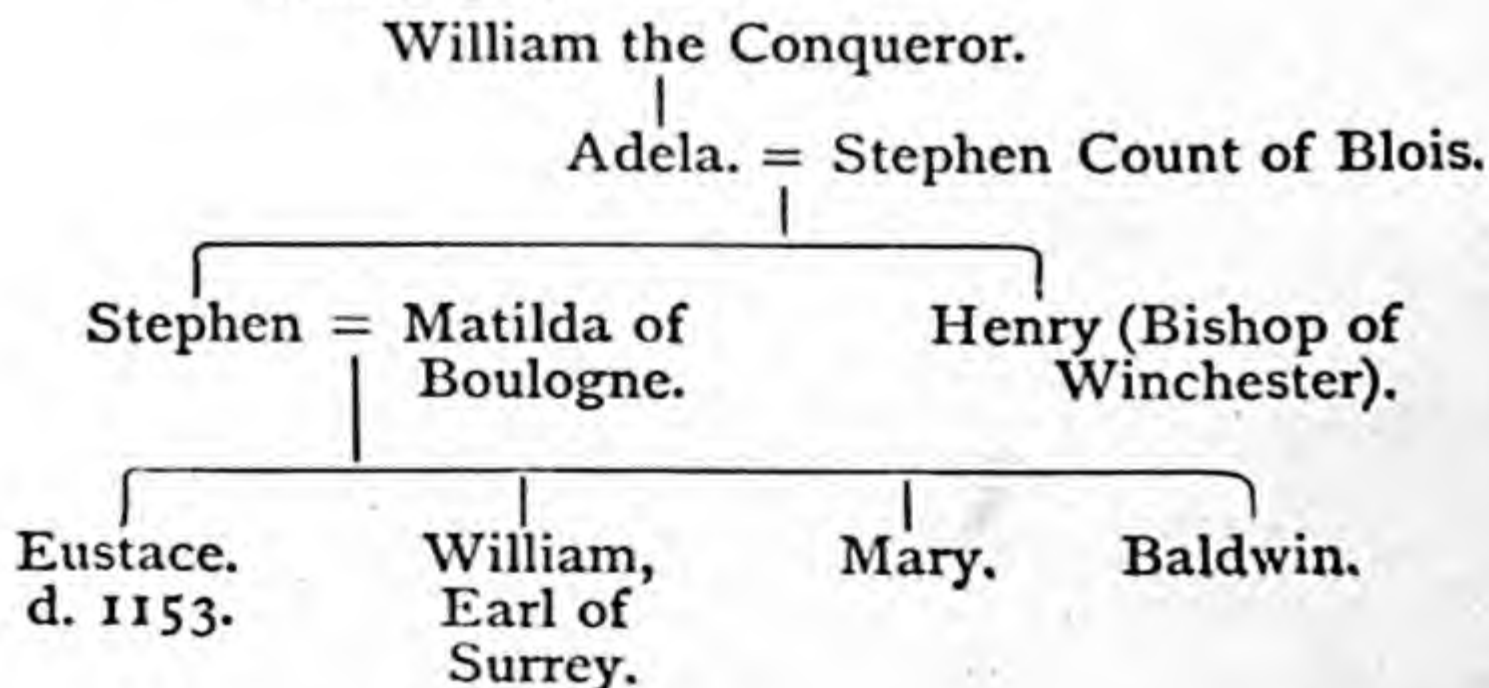 William the Conqueror.
Adela. = Stephen Count of Blois.
Stephen = Matilda of
Boulogne.
Henry (Bishop of
Winchester).
Eustace.
d. 1153.
William,
Earl of
Surrey.
Mary.
Baldwin.